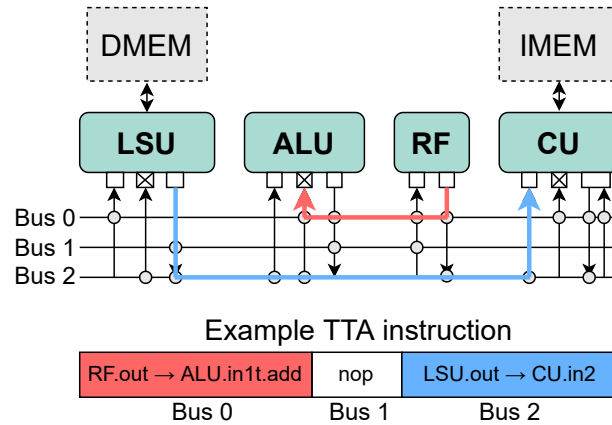 DMEM
IMEM
LSU
ALU
RF
CU
Bus 0
Bus 1
Bus 2
Example TTA instruction
RF.out → ALU.in1t.add
nop
LSU.out → CU.in2
Bus 0
Bus 1
Bus 2